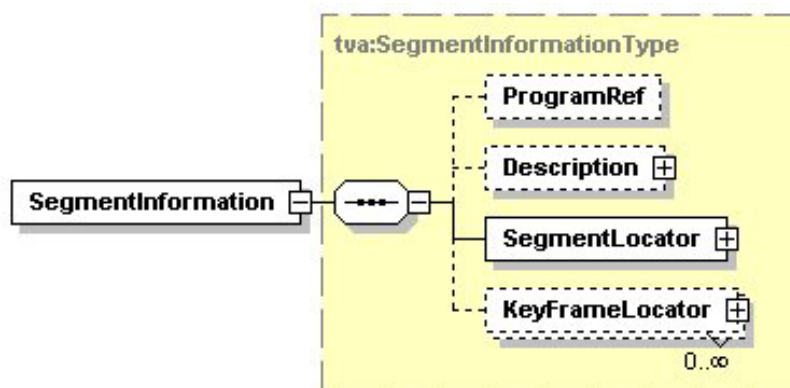 tva:SegmentInformationType
ProgramRef
Description
SegmentInformation
SegmentLocator
KeyFrameLocator
0..∞